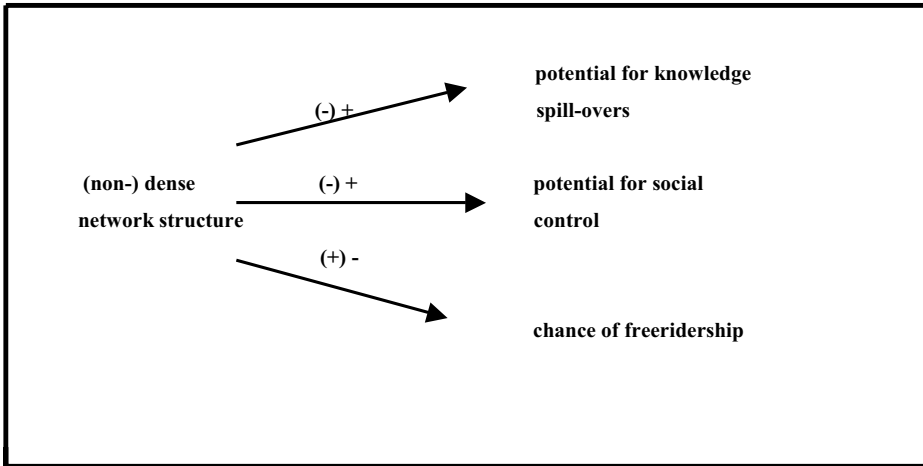 potential for knowledge
spill-overs
(-) +
(non-) dense
network structure
(-) +
potential for social
control
(+) -
chance of freeridership